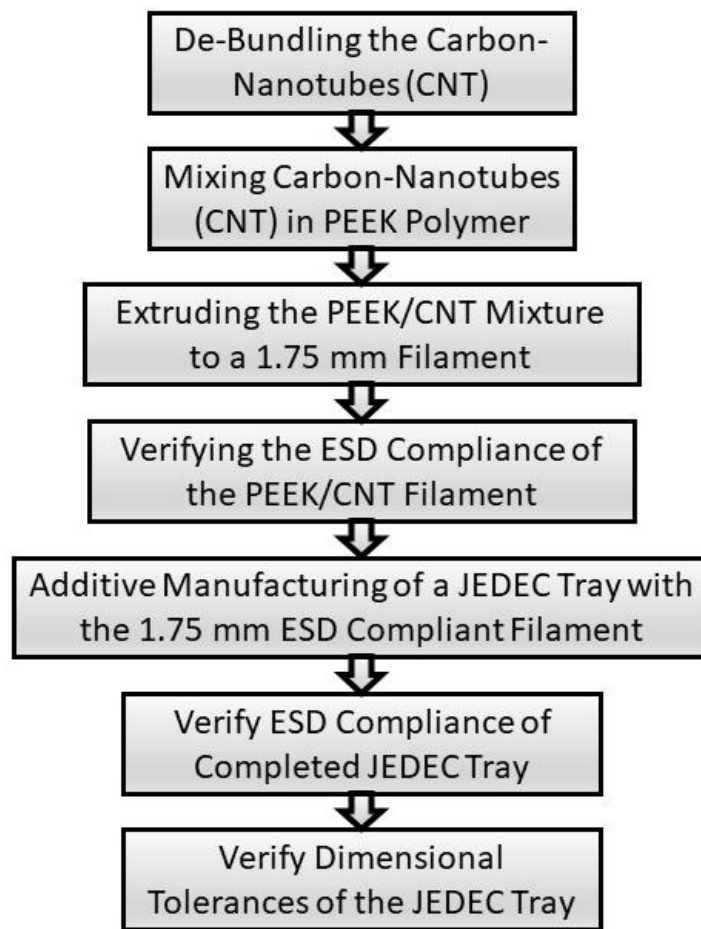 De-Bundling the Carbon-
Nanotubes (CNT)
Mixing Carbon-Nanotubes
(CNT) in PEEK Polymer
Extruding the PEEK/CNT Mixture
to a 1.75 mm Filament
Verifying the ESD Compliance of
the PEEK/CNT Filament
Additive Manufacturing of a JEDEC Tray with
the 1.75 mm ESD Compliant Filament
Verify ESD Compliance of
Completed JEDEC Tray
Verify Dimensional
Tolerances of the JEDEC Tray